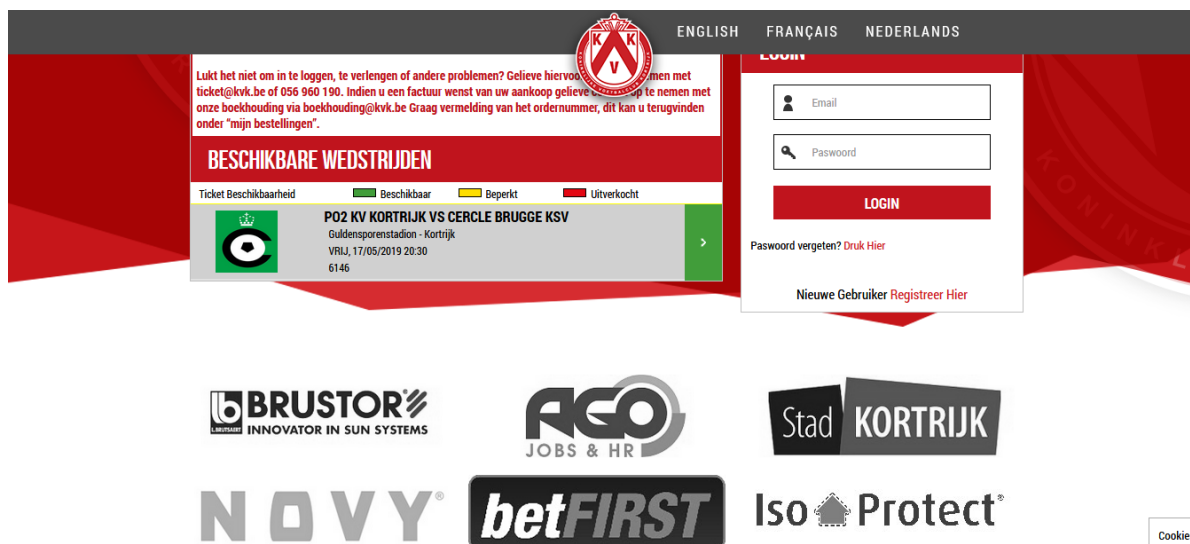 ENGLISH FRANÇAIS NEDERLANDS
K K
V
Lukt het niet om in te loggen, te verlengen of andere problemen? Gelieve
ticket@kvk.be of 056 960 190. Indien u een factuur wenst van uw aankoop gelieve te nemen met
onze boekhouding via boekhouding@kvk.be Graag vermelding van het ordernummer, dit kan u terugvinden
onder “mijn bestellingen”.
BESCHIKBARE WEDSTRIJDEN
Ticket Beschikbaarheid Beschikbaar Beperkt Uitverkocht
PO2 KV KORTRIJK VS CERCLE BRUGGE KSV
Guldensporenstadion - Kortrijk
VRIJ, 17/05/2019 20:30
6146
LOGIN
Email
Paswoord
LOGIN
Paswoord vergeten? Druk Hier
Nieuwe Gebruiker Registreer Hier
BRUSTOR
L.BRUTSAERT INNOVATOR IN SUN SYSTEMS
AGO
JOBS & HR
Stad KORTRIJK
NOVY®
betFIRST
Iso Protect
Cookie